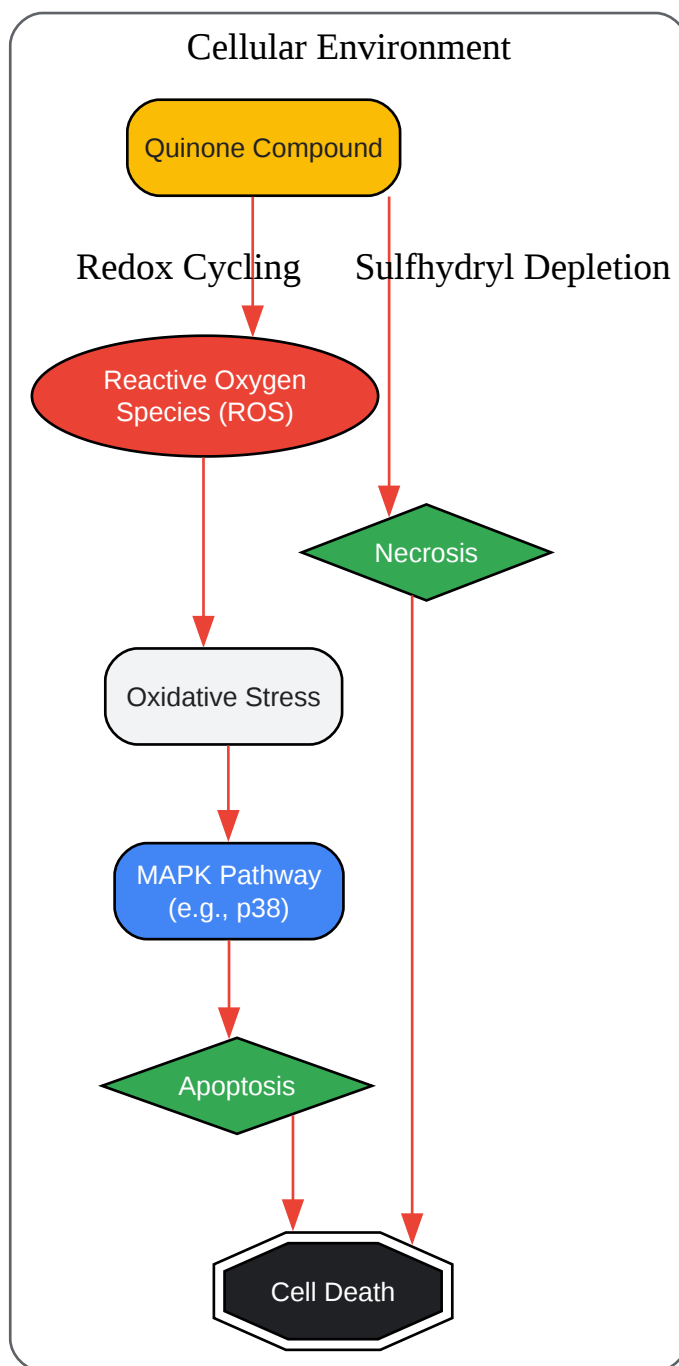 Cellular Environment
Quinone Compound
Redox Cycling
Sulfhydryl Depletion
Reactive Oxygen
Species (ROS)
Necrosis
Oxidative Stress
MAPK Pathway
(e.g., p38)
Apoptosis
Cell Death